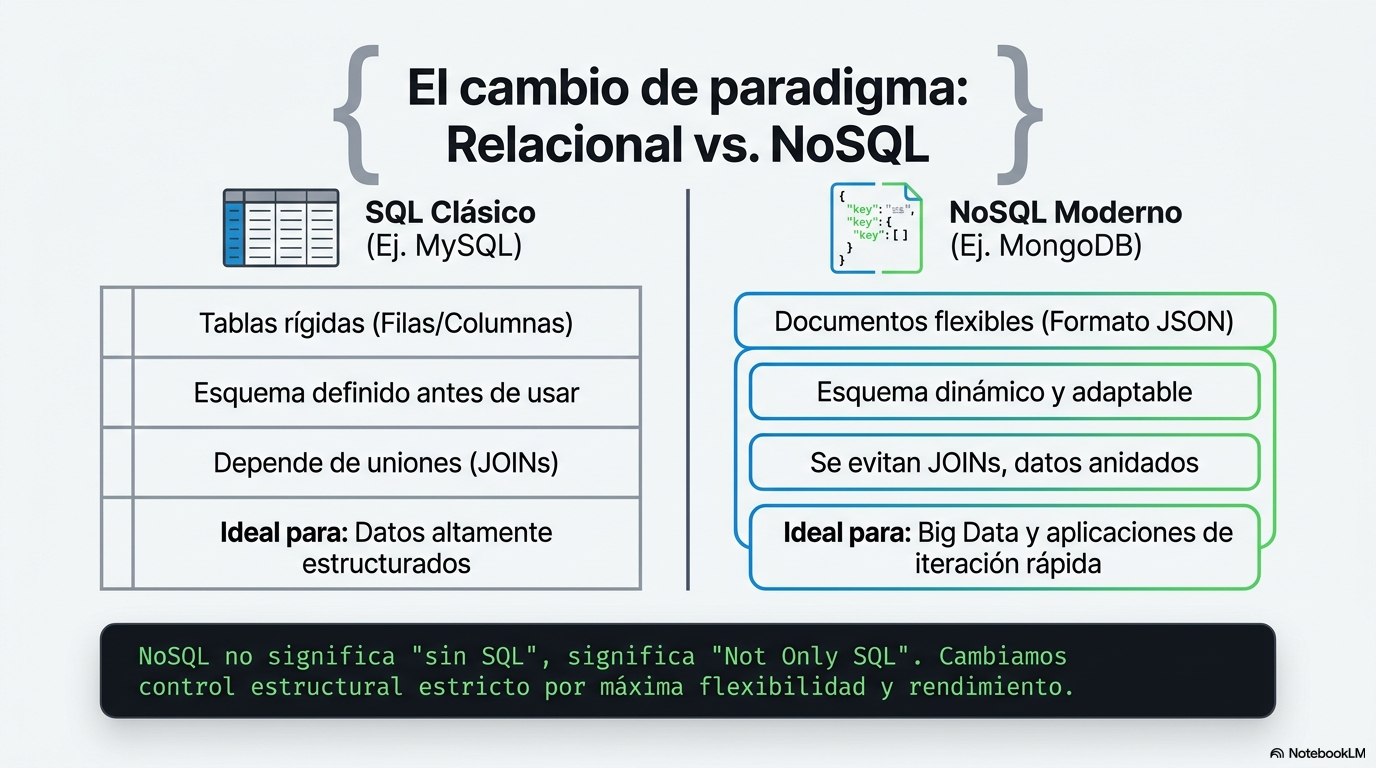 El cambio de paradigma:
Relacional vs. NoSQL
SQL Clásico
(Ej. MySQL)
Tablas rígidas (Filas/Columnas)
Esquema definido antes de usar
Depende de uniones (JOINs)
Ideal para: Datos altamente
estructurados
{
"key": " ",
"key": {
"key": [ ]
}
}
NoSQL Moderno
(Ej. MongoDB)
Documentos flexibles (Formato JSON)
Esquema dinámico y adaptable
Se evitan JOINs, datos anidados
Ideal para: Big Data y aplicaciones de
iteración rápida
NoSQL no significa "sin SQL", significa "Not Only SQL". Cambiamos
control estructural estricto por máxima flexibilidad y rendimiento.
NotebookLM